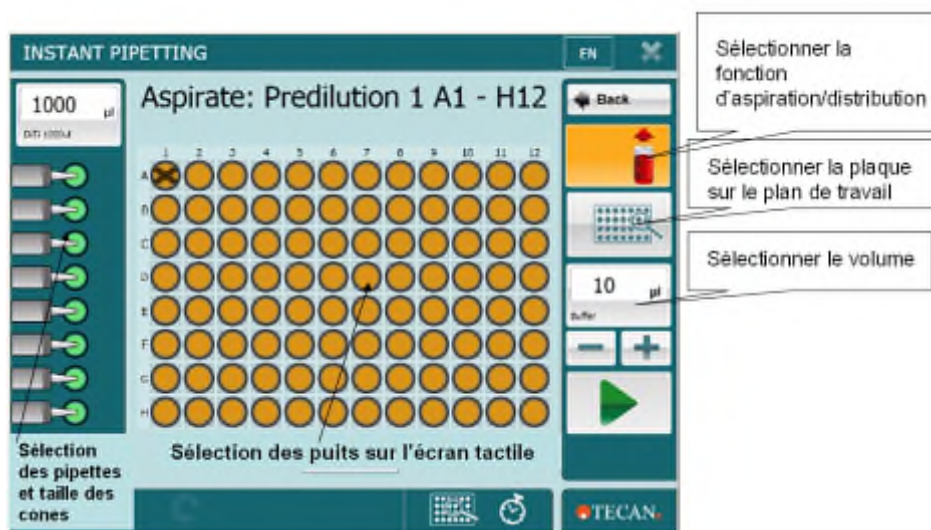 INSTANT PIPETTING
EN
1000 µl
Aspirate: Predilution 1 A1 - H12
Back
1 2 3 4 5 6 7 8 9 10 11 12
A
B
C
D
E
F
G
H
10 µl
Buffer
Sélection
des pipettes
et taille des
cones
Sélection des puits sur l'écran tactile
TECAN.
Sélectionner la
fonction
d'aspiration/distribution
Sélectionner la plaque
sur le plan de travail
Sélectionner le volume